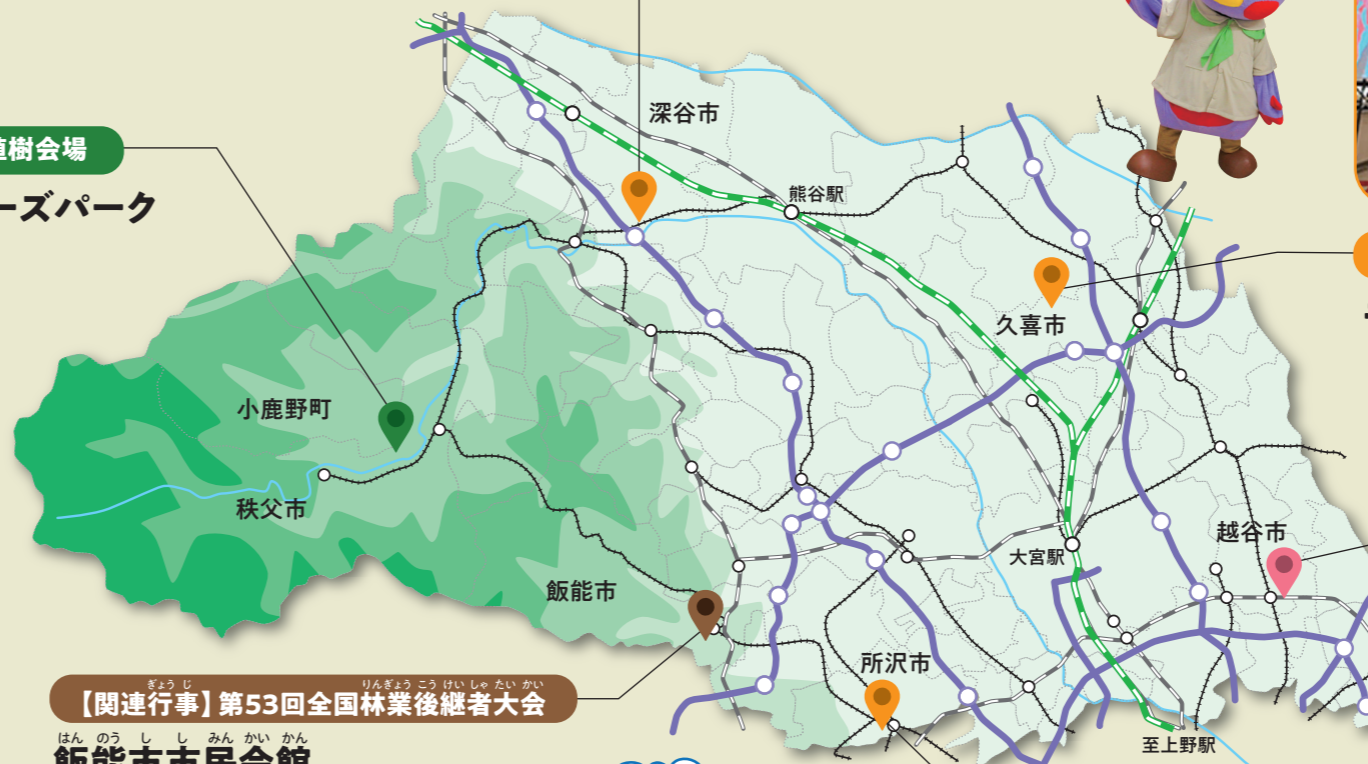 深谷市
植樹会場
熊谷駅
ーズパーク
久喜市
小鹿野町
秩父市
越谷市
大宮駅
飯能市
所沢市
ぎょう じ りんぎょう こう けい しゃ たい かい
【関連行事】第53回全国林業後継者大会
はん のう し し みん かい かん
飯能市市民会館
至上野駅